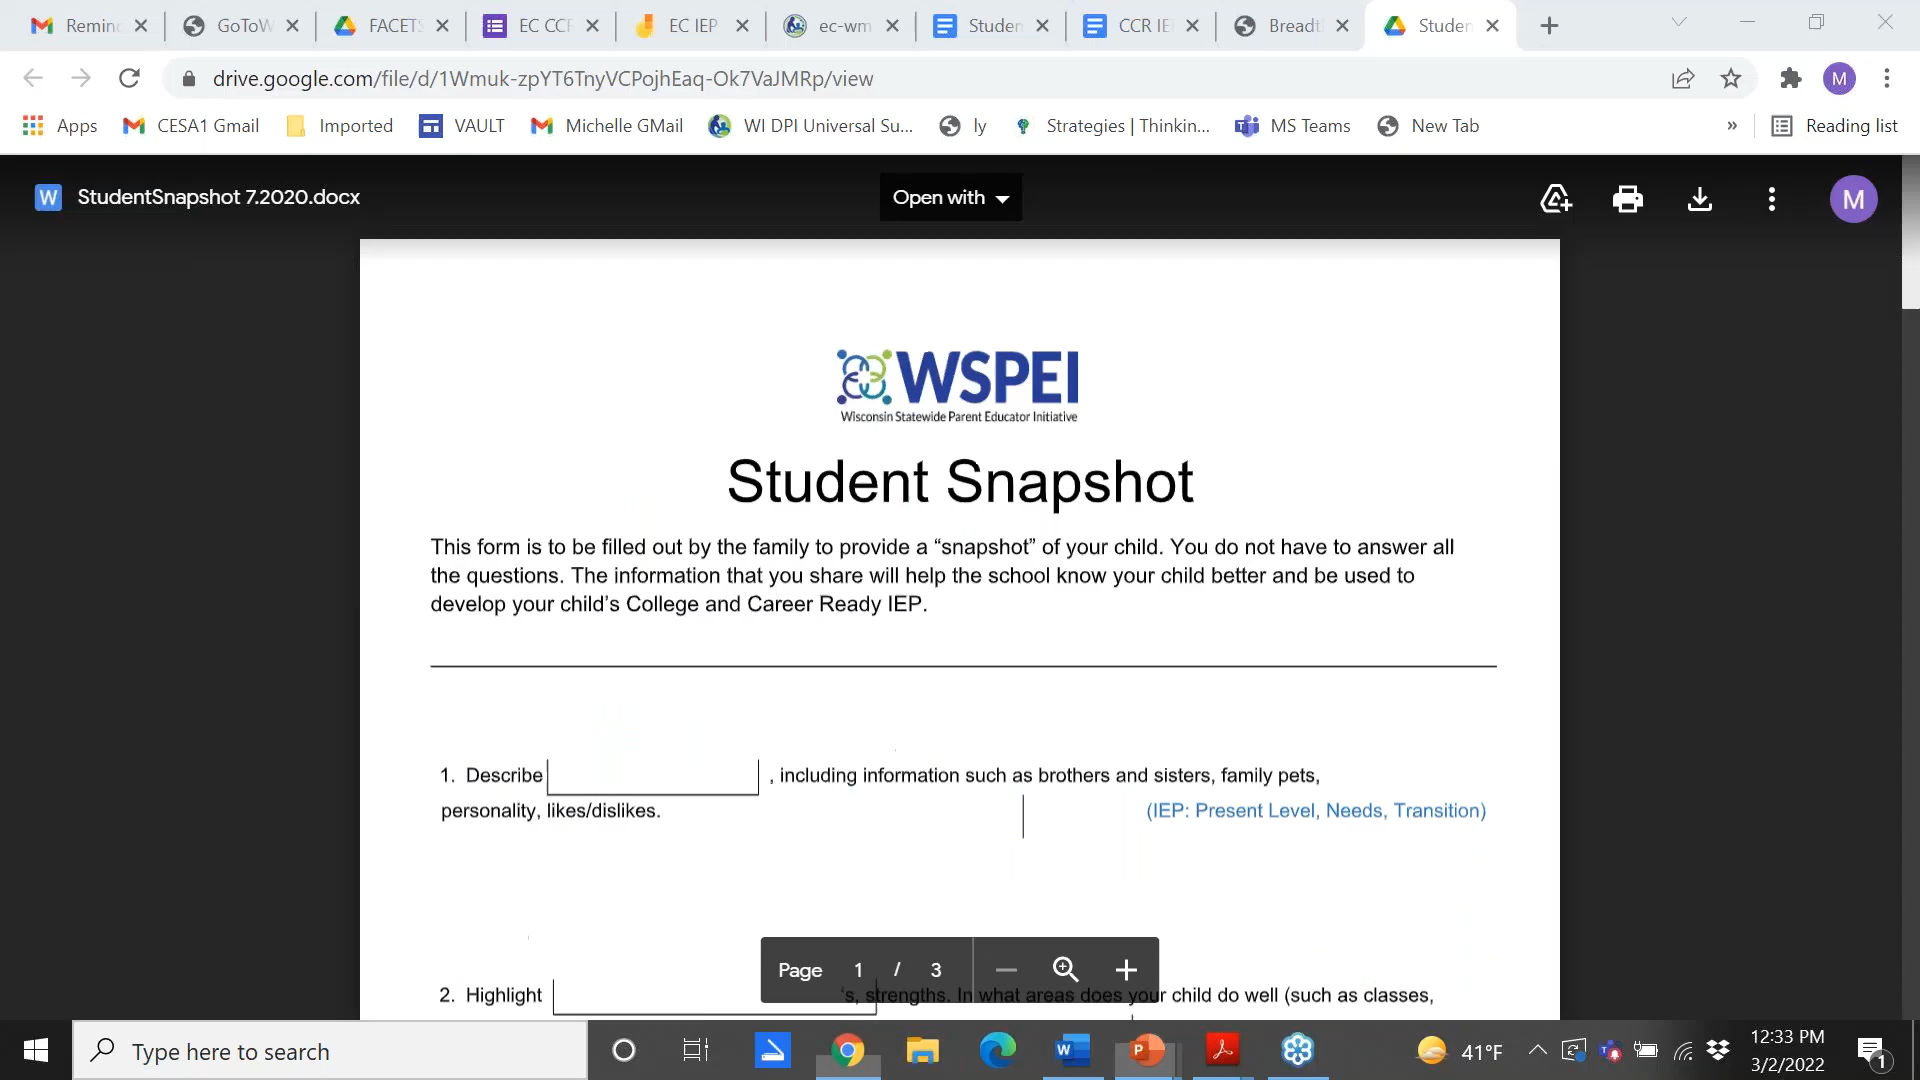 Remind
GoToW
FACETS
EC CCR
EC IEP
ec-wm
Studen
CCR IE
Breadt
Studen
drive.google.com/file/d/1Wmuk-zpYT6TnyVCPojhEaq-Ok7VaJMRp/view
M
Apps
CESA1 Gmail
Imported
VAULT
Michelle GMail
WI DPI Universal Su...
ly
Strategies | Thinkin...
MS Teams
New Tab
»
Reading list
W
StudentSnapshot 7.2020.docx
Open with
M
WSPEI
Wisconsin Statewide Parent Educator Initiative
Student Snapshot
This form is to be filled out by the family to provide a “snapshot” of your child. You do not have to answer all
the questions. The information that you share will help the school know your child better and be used to
develop your child’s College and Career Ready IEP.
1. Describe , including information such as brothers and sisters, family pets,
personality, likes/dislikes. (IEP: Present Level, Needs, Transition)
Page 1 / 3
2. Highlight 's, strengths. In what areas does your child do well (such as classes,
Type here to search
41°F
12:33 PM
3/2/2022
1